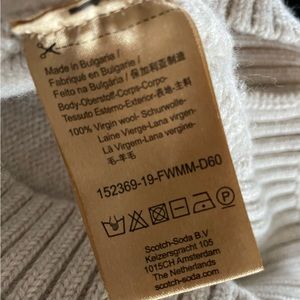 Made in Bulgaria /
Fabriqué en Bulgarie /
Feito na Bulgária / 保加利亚制造
Body-Oberstoff-Corps-Corpo-
Tessuto Esterno-Exterior-表地-主料
100% Virgin wool- Schurwolle-
Laine Vierge-Lana virgen-
Lã Virgem-Lana vergine-
毛-羊毛
152369-19-FWMM-D60
P
Scotch-Soda B.V
Keizersgracht 105
1015CH Amsterdam
The Netherlands
scotch-soda.com